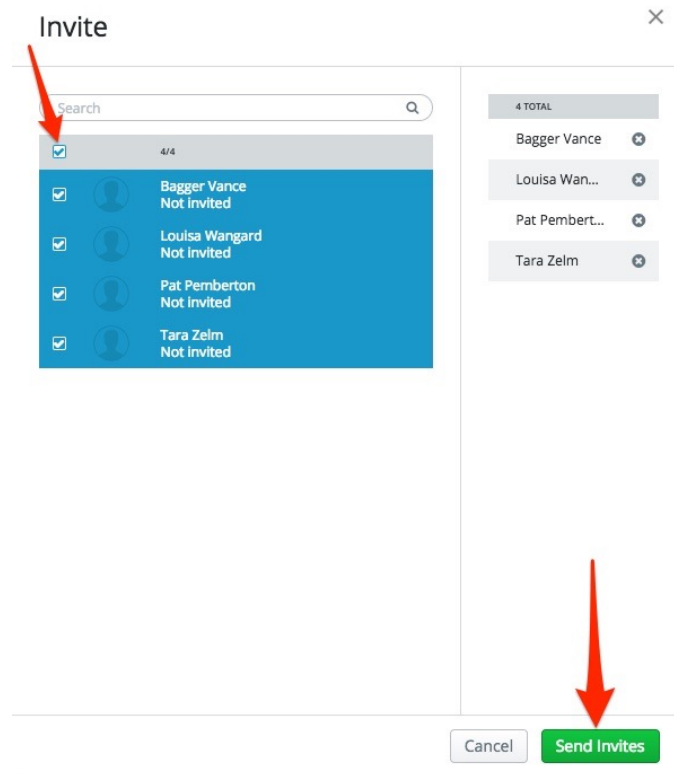 Invite
Search
4/4
Bagger Vance
Not invited
Louisa Wangard
Not invited
Pat Pemberton
Not invited
Tara Zelm
Not invited
4 TOTAL
Bagger Vance
Louisa Wan...
Pat Pembert...
Tara Zelm
Cancel
Send Invites